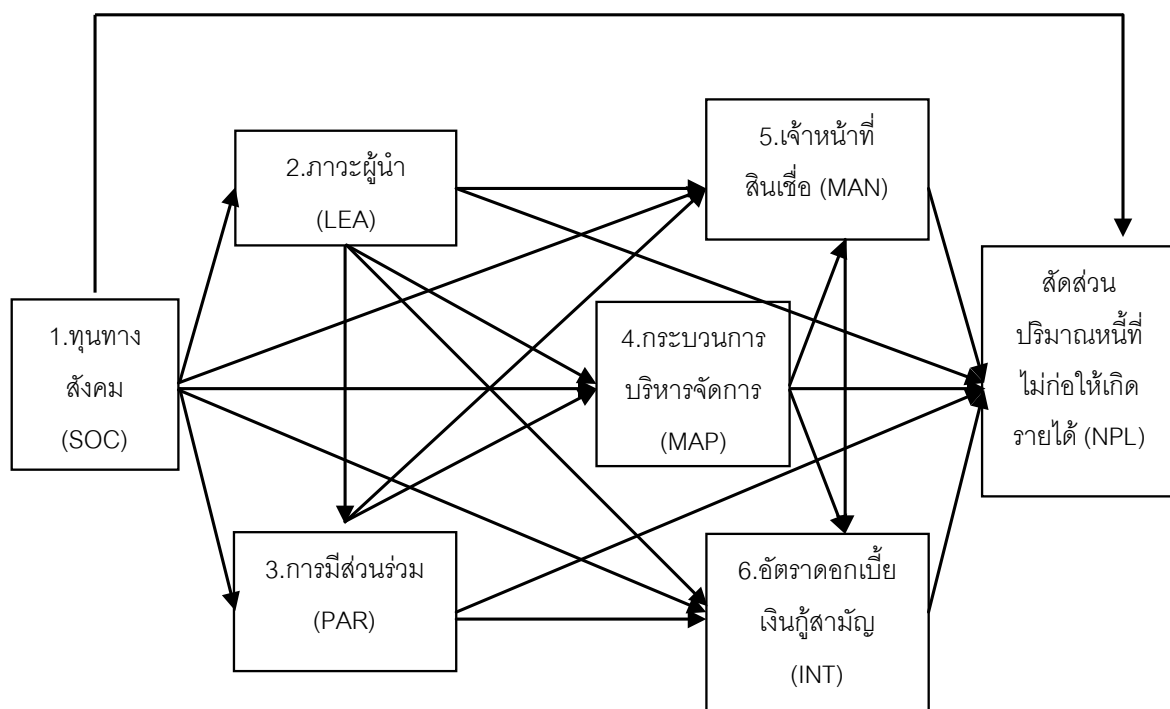 1.ทุนทาง
สังคม
(SOC)
2.ภาวะผู้นำ
(LEA)
3.การมีส่วนร่วม
(PAR)
4.กระบวนการ
บริหารจัดการ
(MAP)
5.เจ้าหน้าที่
สินเชื่อ (MAN)
6.อัตราดอกเบี้ย
เงินกู้สามัญ
(INT)
สัดส่วน
ปริมาณหนี้ที่
ไม่ก่อให้เกิด
รายได้ (NPL)